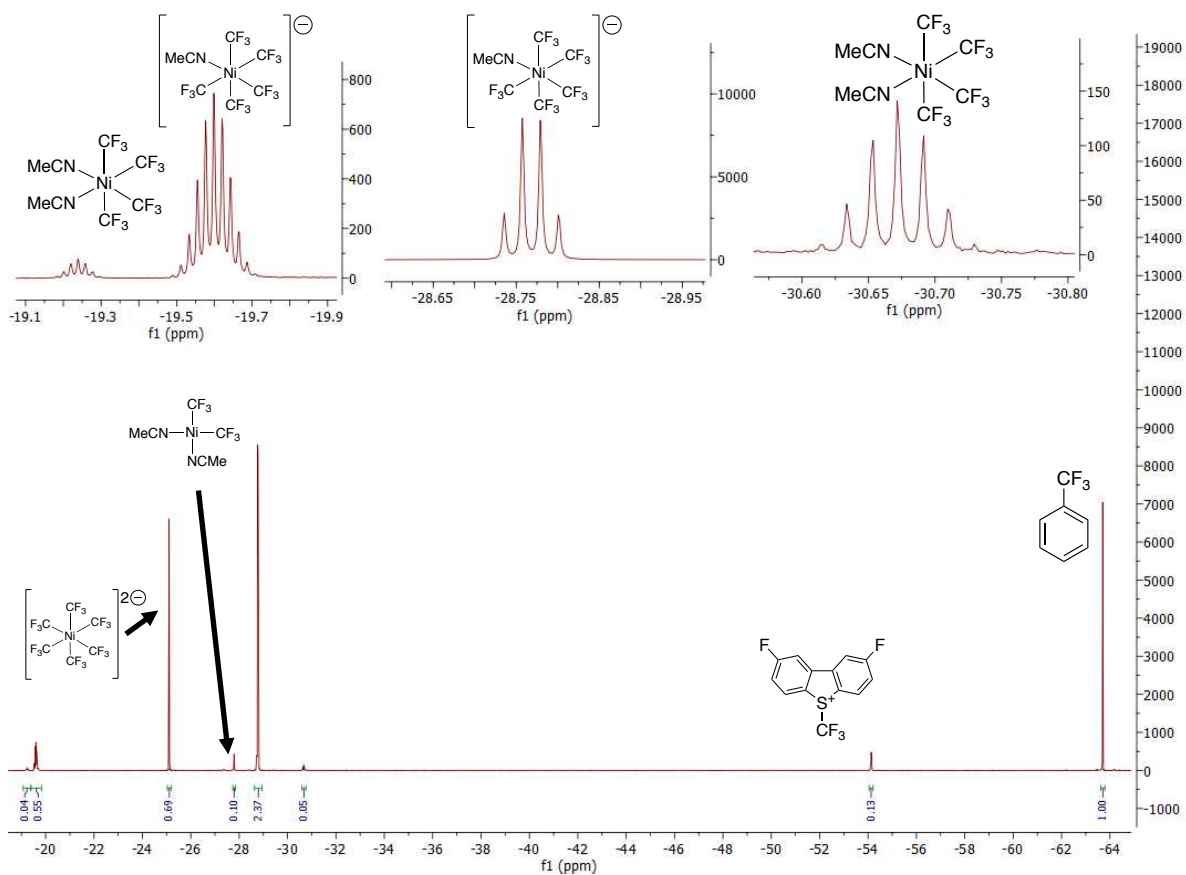 CF3
MeCN
CF3
Ni
MeCN
CF3
CF3
⊖
CF3
MeCN
CF3
Ni
F3C
CF3
CF3
800
600
400
200
0
-19.1 -19.3 -19.5 -19.7 -19.9
f1 (ppm)
⊖
CF3
MeCN
CF3
Ni
F3C
CF3
CF3
10000
5000
0
-28.65 -28.75 -28.85 -28.95
f1 (ppm)
CF3
MeCN
CF3
Ni
MeCN
CF3
CF3
150
100
50
0
-30.60 -30.65 -30.70 -30.75 -30.80
f1 (ppm)
19000
18000
17000
16000
15000
14000
13000
12000
11000
10000
9000
8000
7000
6000
5000
4000
3000
2000
1000
0
-1000
CF3
MeCN Ni CF3
NCMe
2⊖
CF3
F3C CF3
Ni
F3C CF3
CF3
F F
S+
CF3
CF3
0.04 0.55 0.69 0.10 2.37 0.05 0.13 1.00
-20 -22 -24 -26 -28 -30 -32 -34 -36 -38 -40 -42 -44 -46 -48 -50 -52 -54 -56 -58 -60 -62 -64
f1 (ppm)